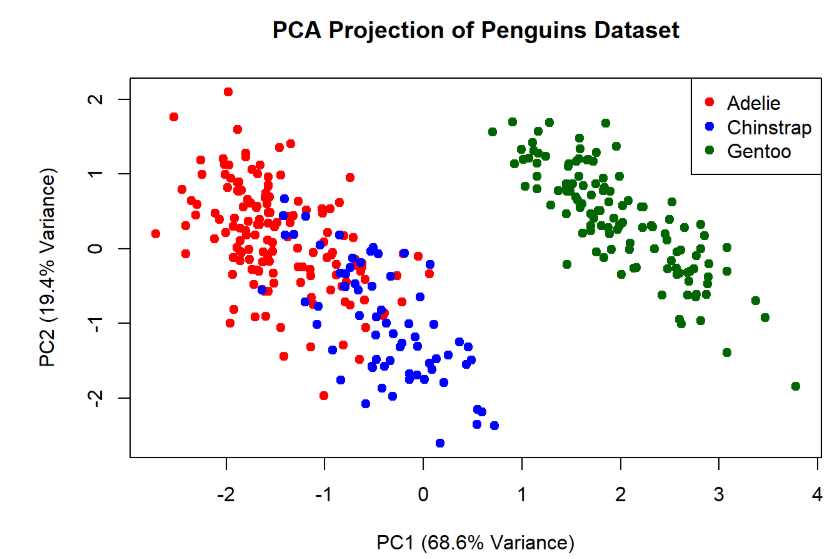 PCA Projection of Penguins Dataset
Adelie
Chinstrap
Gentoo
PC2 (19.4% Variance)
2
1
0
-1
-2
-2 -1 0 1 2 3 4
PC1 (68.6% Variance)